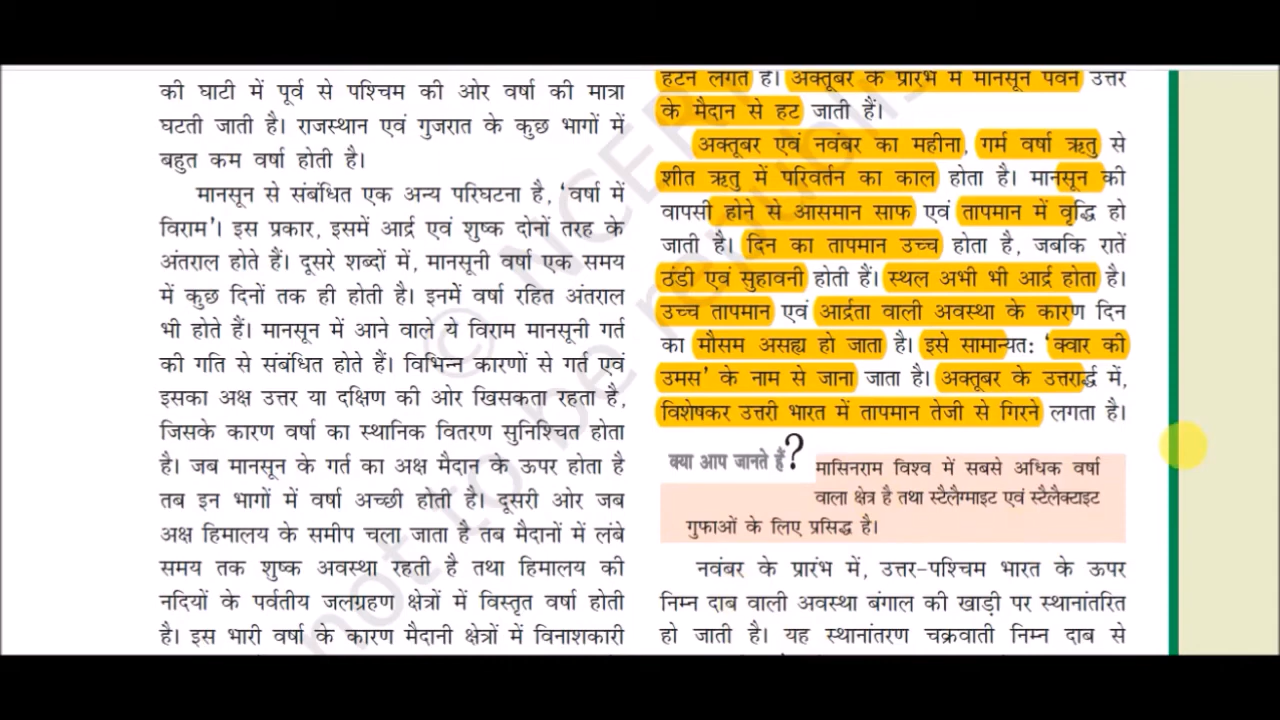 की घाटी में पूर्व से पश्चिम की ओर वर्षा की मात्रा
घटती जाती है। राजस्थान एवं गुजरात के कुछ भागों में
बहुत कम वर्षा होती है।
मानसून से संबंधित एक अन्य परिघटना है, ‘वर्षा में
विराम’। इस प्रकार, इसमें आर्द्र एवं शुष्क दोनों तरह के
अंतराल होते हैं। दूसरे शब्दों में, मानसूनी वर्षा एक समय
में कुछ दिनों तक ही होती है। इनमें वर्षा रहित अंतराल
भी होते हैं। मानसून में आने वाले ये विराम मानसूनी गर्त
की गति से संबंधित होते हैं। विभिन्न कारणों से गर्त एवं
इसका अक्ष उत्तर या दक्षिण की ओर खिसकता रहता है,
जिसके कारण वर्षा का स्थानिक वितरण सुनिश्चित होता
है। जब मानसून के गर्त का अक्ष मैदान के ऊपर होता है
तब इन भागों में वर्षा अच्छी होती है। दूसरी ओर जब
अक्ष हिमालय के समीप चला जाता है तब मैदानों में लंबे
समय तक शुष्क अवस्था रहती है तथा हिमालय की
नदियों के पर्वतीय जलग्रहण क्षेत्रों में विस्तृत वर्षा होती
है। इस भारी वर्षा के कारण मैदानी क्षेत्रों में विनाशकारी
हटने लगते हैं। अक्तूबर के प्रारंभ में मानसून पवन उत्तर
के मैदान से हट जाती हैं।
अक्तूबर एवं नवंबर का महीना, गर्म वर्षा ऋतु से
शीत ऋतु में परिवर्तन का काल होता है। मानसून की
वापसी होने से आसमान साफ एवं तापमान में वृद्धि हो
जाती है। दिन का तापमान उच्च होता है, जबकि रातें
ठंडी एवं सुहावनी होती हैं। स्थल अभी भी आर्द्र होता है।
उच्च तापमान एवं आर्द्रता वाली अवस्था के कारण दिन
का मौसम असह्य हो जाता है। इसे सामान्यत: ‘क्वार की
उमस’ के नाम से जाना जाता है। अक्तूबर के उत्तरार्द्ध में,
विशेषकर उत्तरी भारत में तापमान तेजी से गिरने लगता है।
क्या आप जानते हैं?
मासिनराम विश्व में सबसे अधिक वर्षा
वाला क्षेत्र है तथा स्टैलैग्माइट एवं स्टैलैक्टाइट
गुफाओं के लिए प्रसिद्ध है।
नवंबर के प्रारंभ में, उत्तर-पश्चिम भारत के ऊपर
निम्न दाब वाली अवस्था बंगाल की खाड़ी पर स्थानांतरित
हो जाती है। यह स्थानांतरण चक्रवाती निम्न दाब से
© NCERT
not to be republis